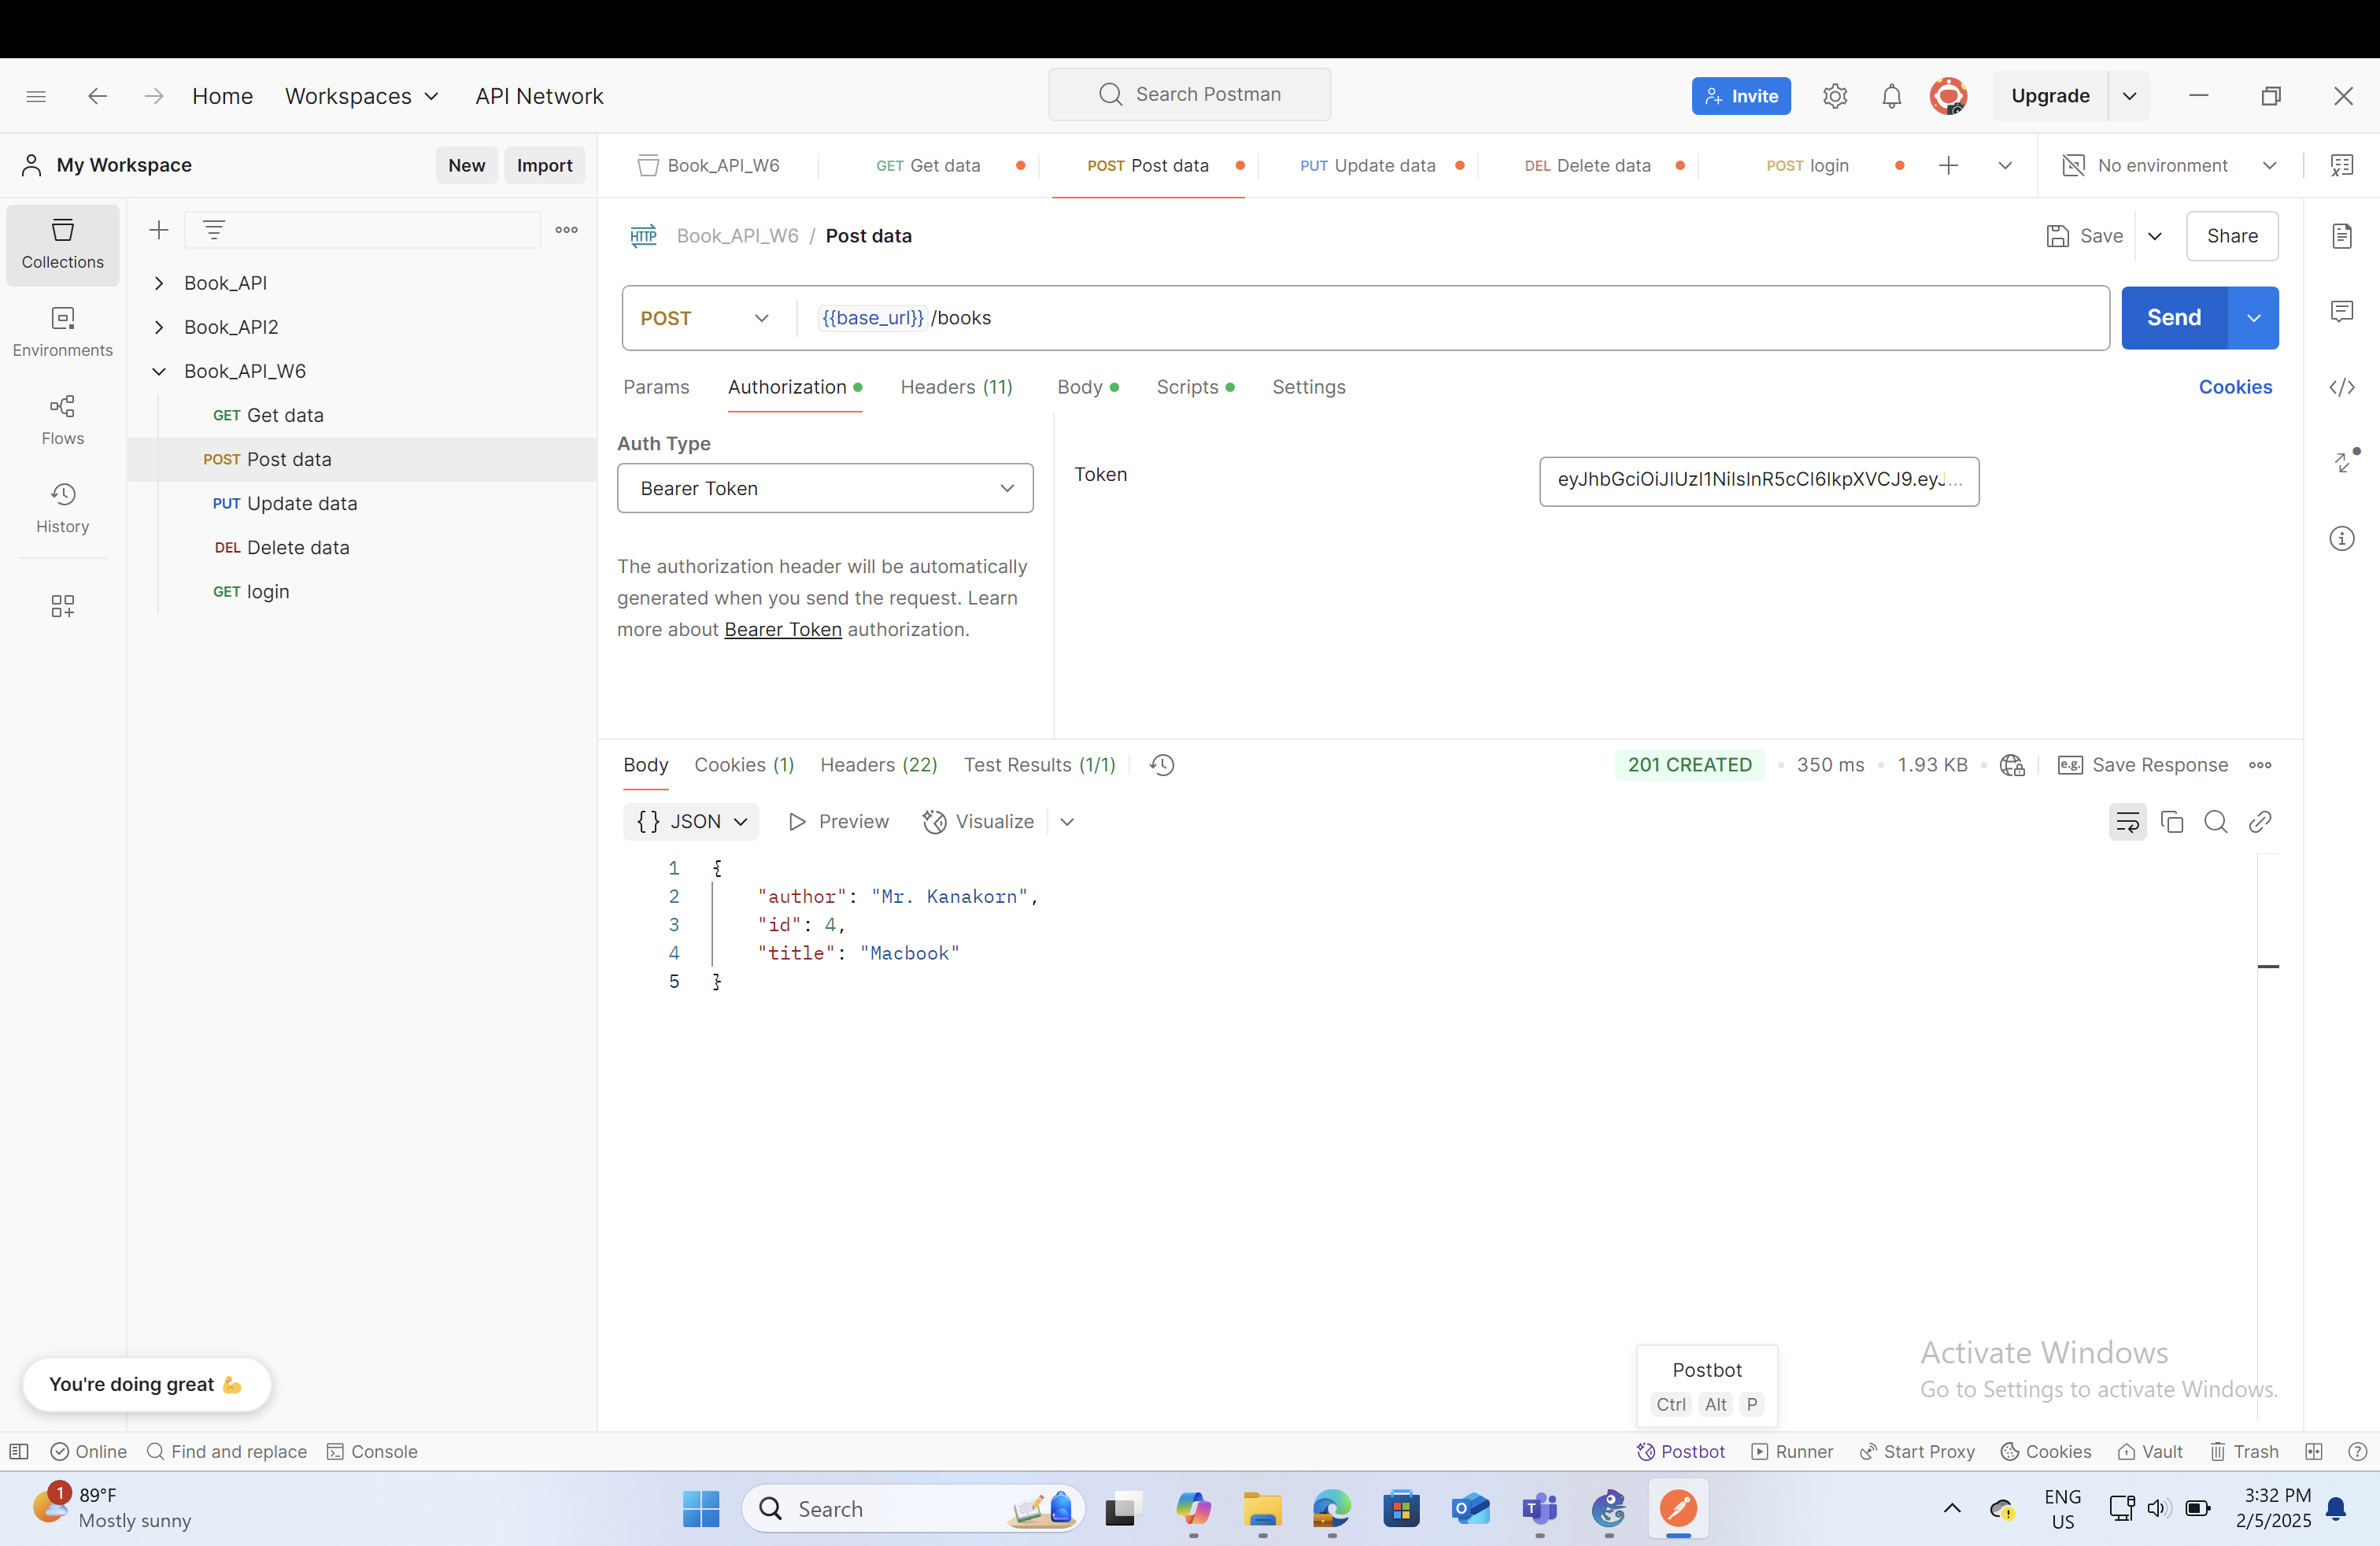 Home Workspaces API Network Search Postman Invite Upgrade
My Workspace New Import Book_API_W6 GET Get data POST Post data PUT Update data DEL Delete data POST login No environment
Collections
Environments
Flows
History
Book_API
Book_API2
Book_API_W6
GET Get data
POST Post data
PUT Update data
DEL Delete data
GET login
HTTP Book_API_W6 / Post data Save Share
POST {{base_url}}/books Send
Params Authorization Headers (11) Body Scripts Settings Cookies
Auth Type
Bearer Token
The authorization header will be automatically
generated when you send the request. Learn
more about Bearer Token authorization.
Token eyJhbGciOiJIUzI1NiIsInR5cCI6IkpXVCJ9.eyJ...
Body Cookies (1) Headers (22) Test Results (1/1) 201 CREATED 350 ms 1.93 KB e.g. Save Response
{} JSON Preview Visualize
1 {
2 "author": "Mr. Kanakorn",
3 "id": 4,
4 "title": "Macbook"
5 }
You're doing great 💪
Postbot
Ctrl Alt P
Activate Windows
Go to Settings to activate Windows.
Online Find and replace Console Postbot Runner Start Proxy Cookies Vault Trash
1 89°F
Mostly sunny
Search
ENG
US
3:32 PM
2/5/2025